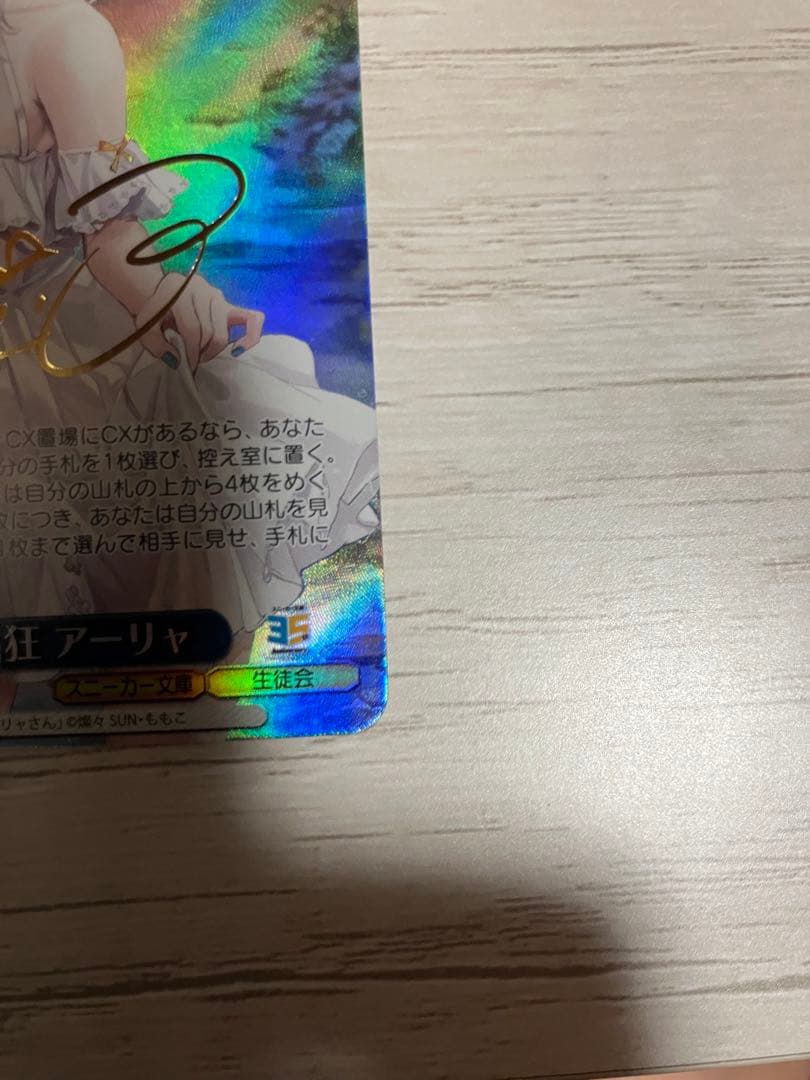 CX置場にCXがあるなら、あなた
分の手札を1枚選び、控え室に置く。
は自分の山札の上から4枚をめく
枚につき、あなたは自分の山札を見
枚まで選んで相手に見せ、手札に
狂 アーリャ
35
スニーカー文庫 生徒会
リャさん」©燦々SUN・ももこ